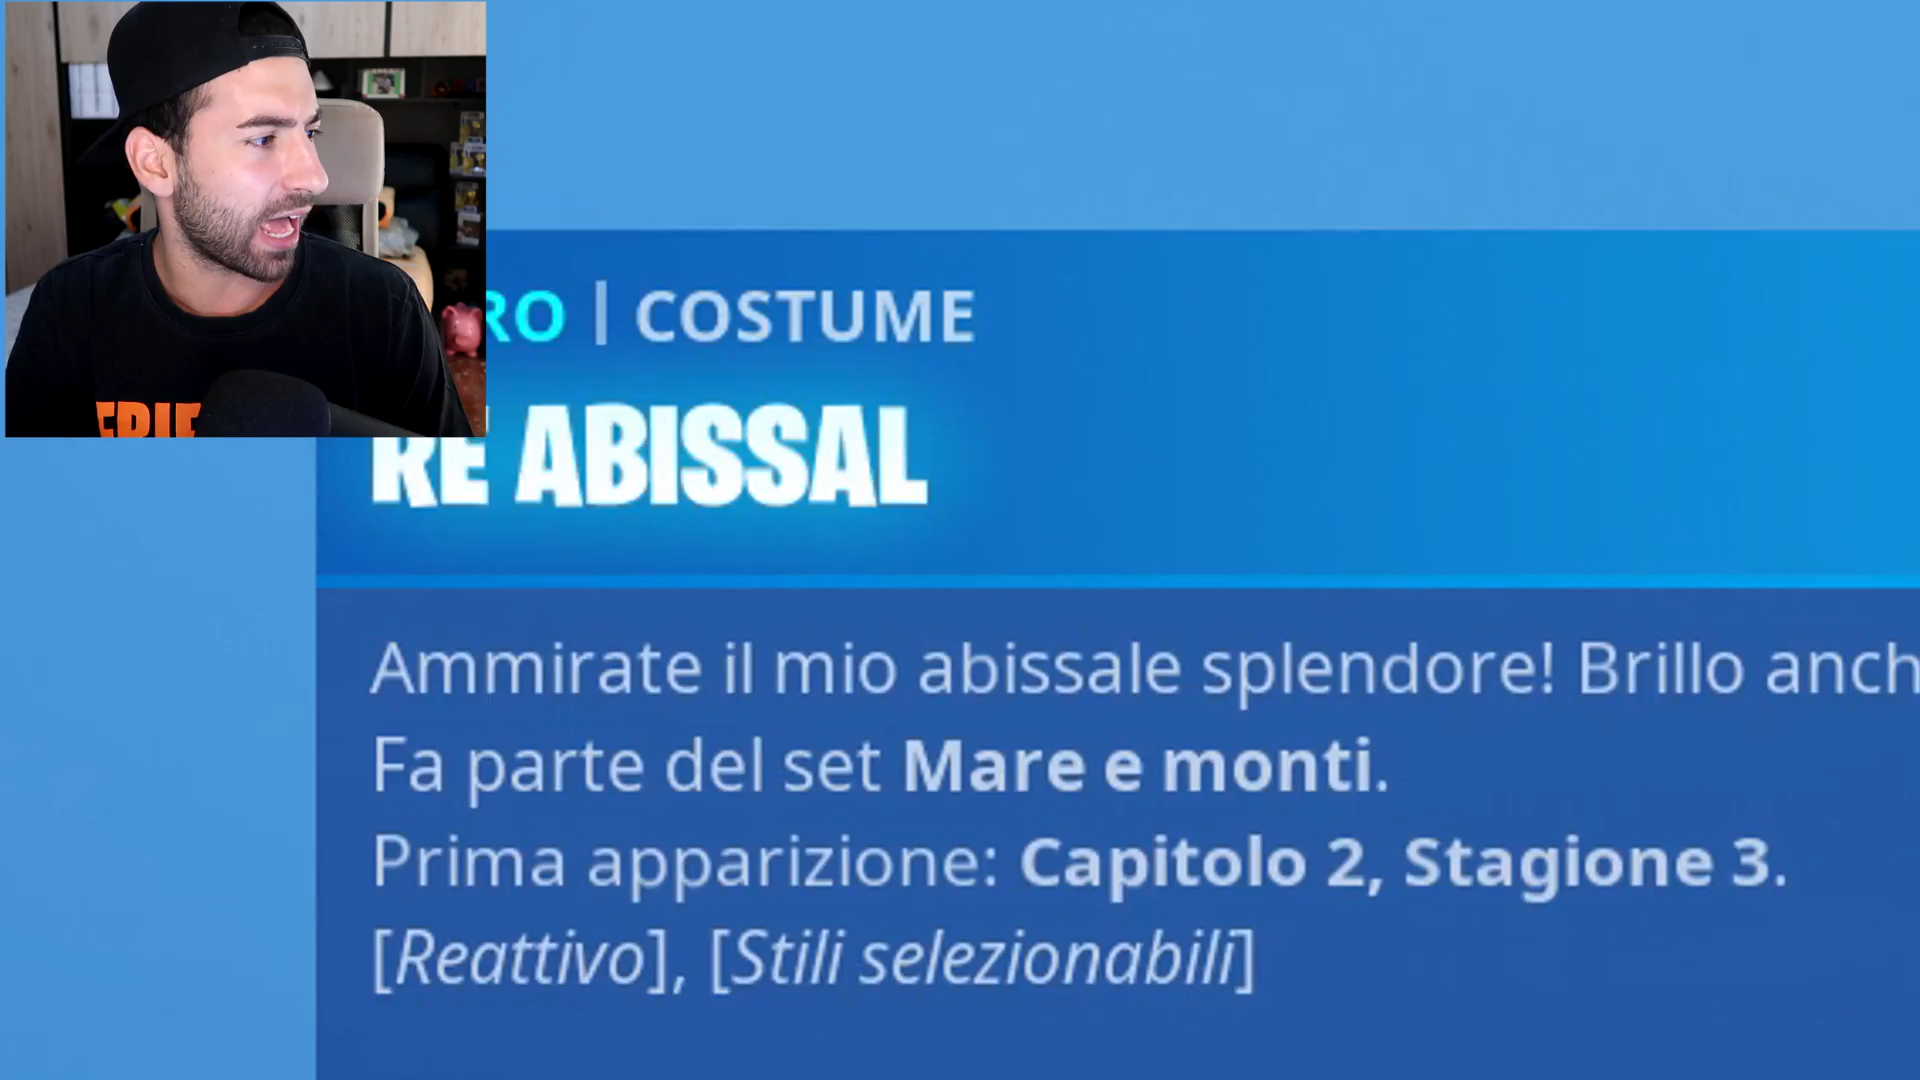 RO | COSTUME
RE ABISSAL
Ammirate il mio abissale splendore! Brillo anch
Fa parte del set Mare e monti.
Prima apparizione: Capitolo 2, Stagione 3.
[Reattivo], [Stili selezionabili]